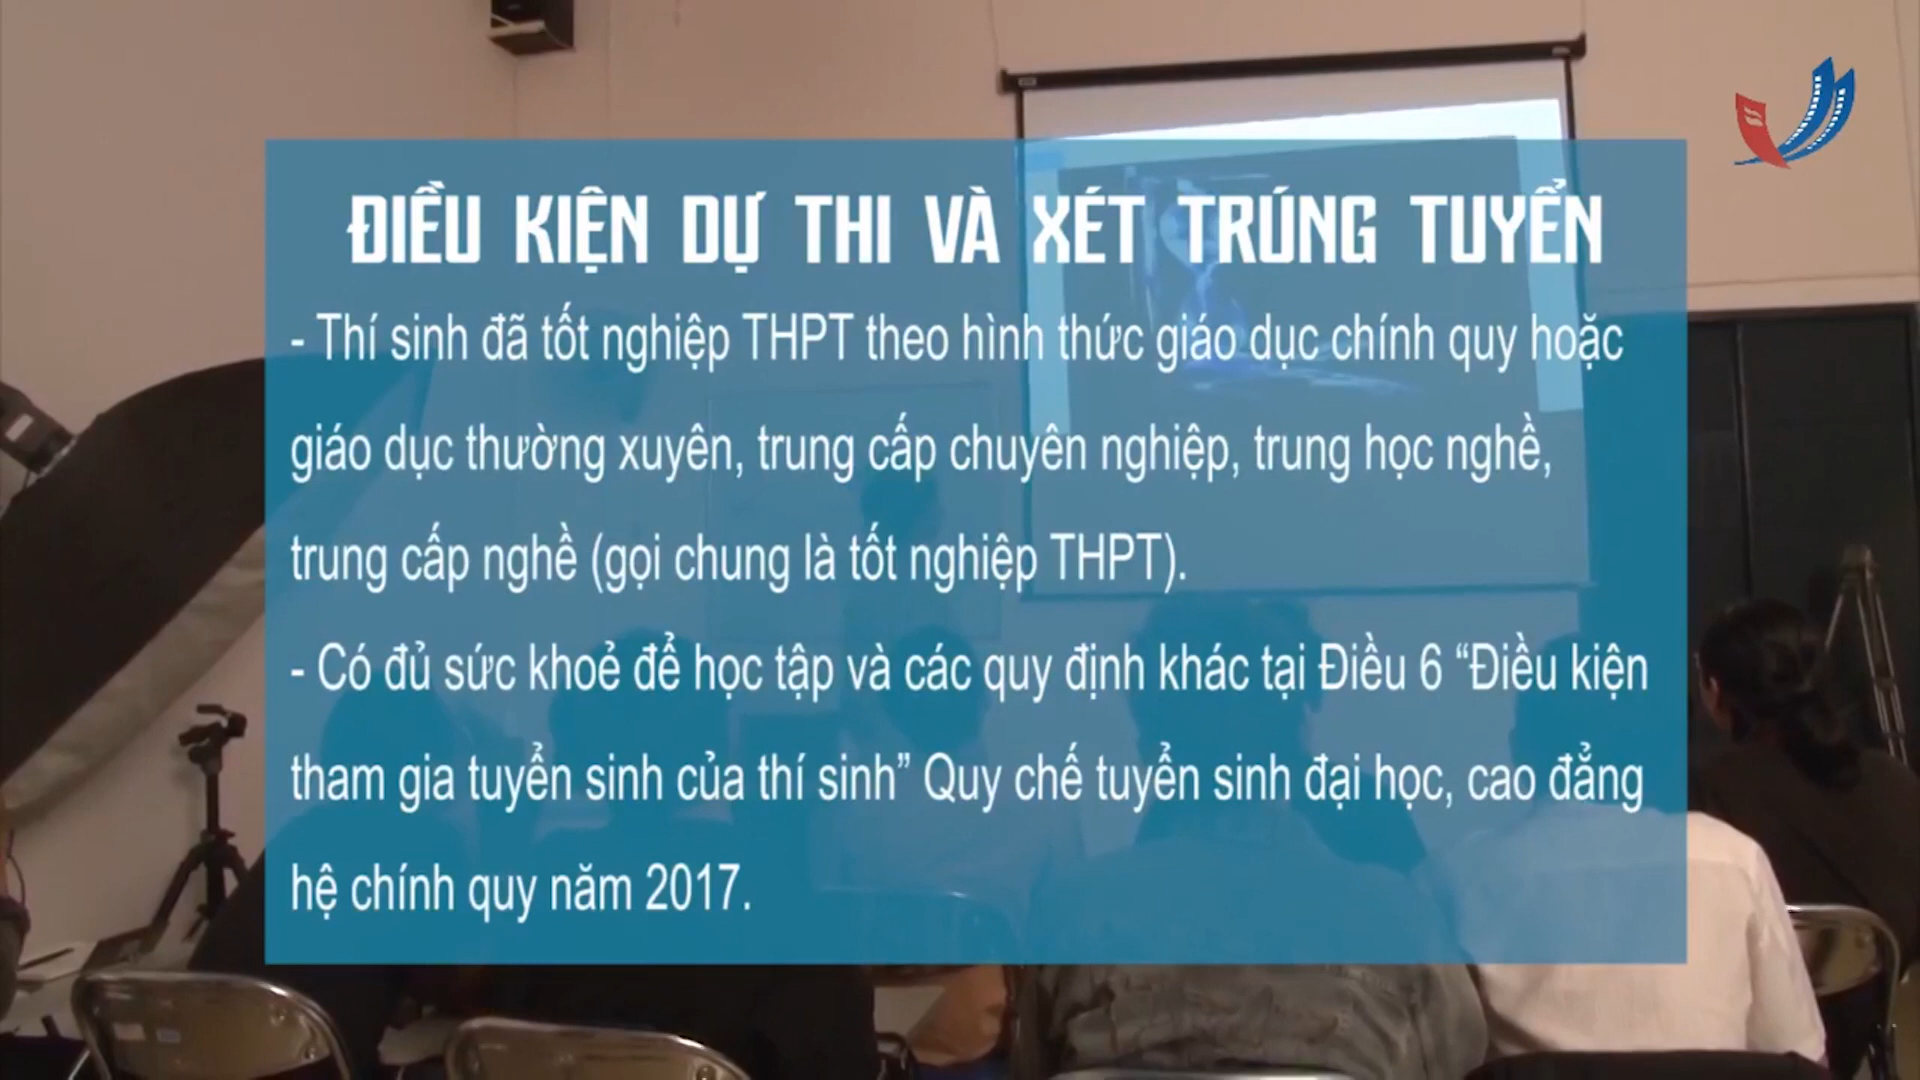 ĐIỀU KIỆN DỰ THI VÀ XÉT TRÚNG TUYỂN
- Thí sinh đã tốt nghiệp THPT theo hình thức giáo dục chính quy hoặc
giáo dục thường xuyên, trung cấp chuyên nghiệp, trung học nghề,
trung cấp nghề (gọi chung là tốt nghiệp THPT).
- Có đủ sức khoẻ để học tập và các quy định khác tại Điều 6 “Điều kiện
tham gia tuyển sinh của thí sinh” Quy chế tuyển sinh đại học, cao đẳng
hệ chính quy năm 2017.